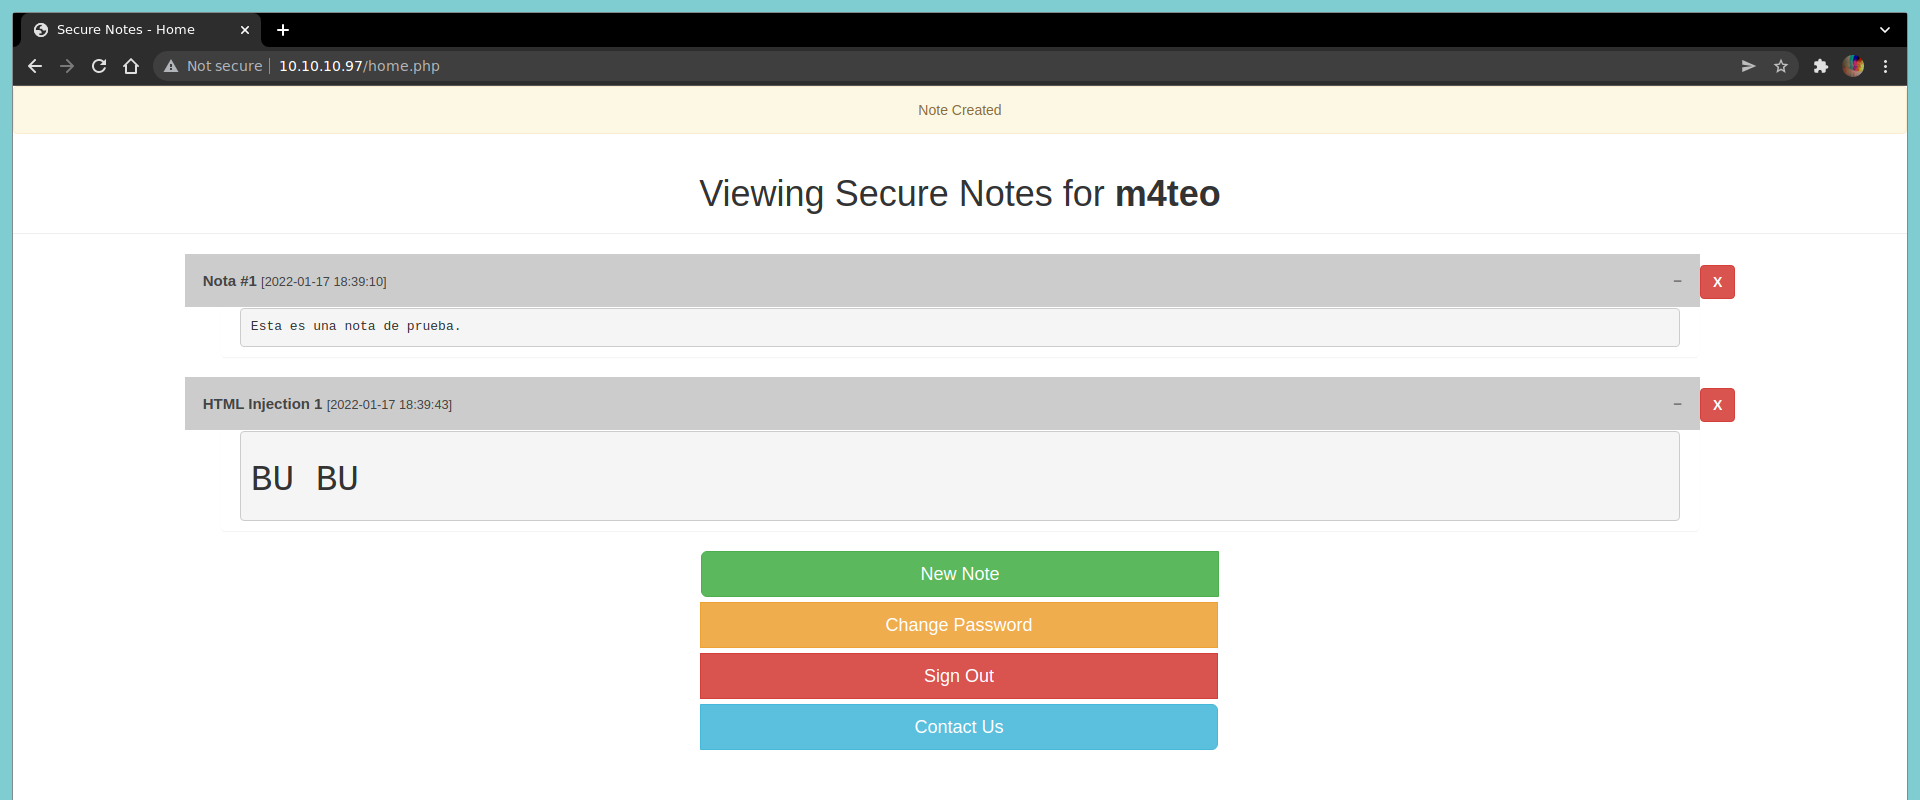 Secure Notes - Home
Not secure 10.10.10.97/home.php
Note Created
Viewing Secure Notes for m4teo
Nota #1 [2022-01-17 18:39:10] −
X
Esta es una nota de prueba.
HTML Injection 1 [2022-01-17 18:39:43] −
X
BU BU
New Note
Change Password
Sign Out
Contact Us